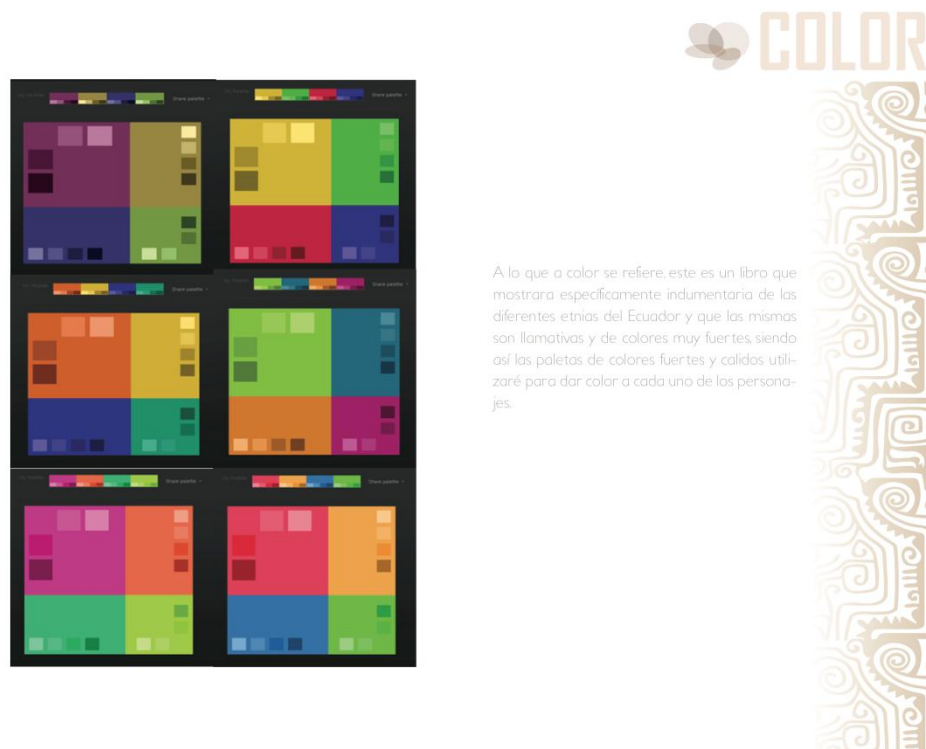 COLOR
Share palette
Share palette
A lo que a color se refiere, este es un libro que
mostrara específicamente indumentaria de las
diferentes etnias del Ecuador y que las mismas
son llamativas y de colores muy fuertes, siendo
así las paletas de colores fuertes y calidos utili-
zaré para dar color a cada uno de los persona-
jes.
Share palette
Share palette
Share palette
Share palette